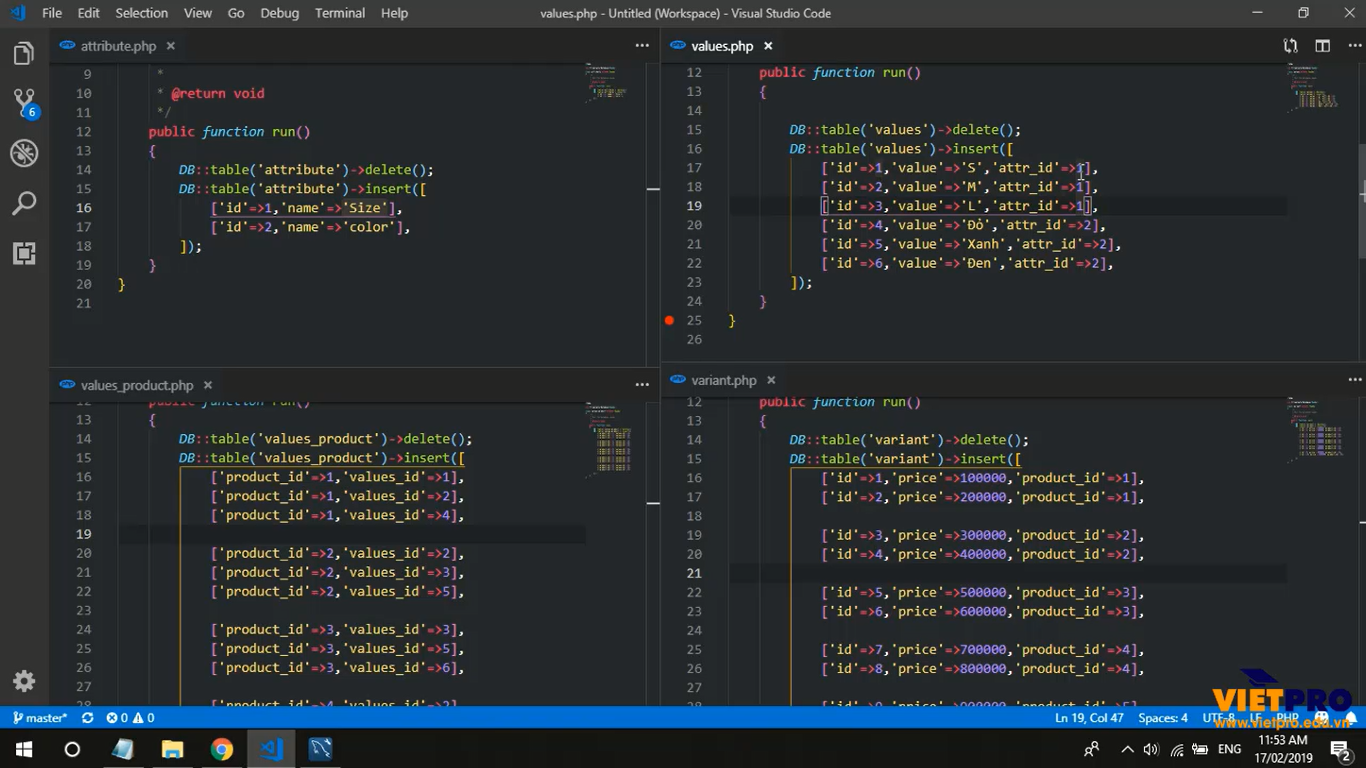 File Edit Selection View Go Debug Terminal Help values.php - Untitled (Workspace) - Visual Studio Code
attribute.php
9 *
10 * @return void
11 */
12 public function run()
13 {
14 DB::table('attribute')->delete();
15 DB::table('attribute')->insert([
16 ['id'=>1,'name'=>'Size'],
17 ['id'=>2,'name'=>'color'],
18 ]);
19 }
20 }
21
values.php
12 public function run()
13 {
14
15 DB::table('values')->delete();
16 DB::table('values')->insert([
17 ['id'=>1,'value'=>'S','attr_id'=>1],
18 ['id'=>2,'value'=>'M','attr_id'=>1],
19 ['id'=>3,'value'=>'L','attr_id'=>1],
20 ['id'=>4,'value'=>'Đỏ','attr_id'=>2],
21 ['id'=>5,'value'=>'Xanh','attr_id'=>2],
22 ['id'=>6,'value'=>'Đen','attr_id'=>2],
23 ]);
24 }
25 }
26
values_product.php
12 public function run()
13 {
14 DB::table('values_product')->delete();
15 DB::table('values_product')->insert([
16 ['product_id'=>1,'values_id'=>1],
17 ['product_id'=>1,'values_id'=>2],
18 ['product_id'=>1,'values_id'=>4],
19
20 ['product_id'=>2,'values_id'=>2],
21 ['product_id'=>2,'values_id'=>3],
22 ['product_id'=>2,'values_id'=>5],
23
24 ['product_id'=>3,'values_id'=>3],
25 ['product_id'=>3,'values_id'=>5],
26 ['product_id'=>3,'values_id'=>6],
27
28 ['product_id'=>4,'values_id'=>2],
variant.php
12 public function run()
13 {
14 DB::table('variant')->delete();
15 DB::table('variant')->insert([
16 ['id'=>1,'price'=>100000,'product_id'=>1],
17 ['id'=>2,'price'=>200000,'product_id'=>1],
18
19 ['id'=>3,'price'=>300000,'product_id'=>2],
20 ['id'=>4,'price'=>400000,'product_id'=>2],
21
22 ['id'=>5,'price'=>500000,'product_id'=>3],
23 ['id'=>6,'price'=>600000,'product_id'=>3],
24
25 ['id'=>7,'price'=>700000,'product_id'=>4],
26 ['id'=>8,'price'=>800000,'product_id'=>4],
27
6
VIETPRO
www.vietpro.edu.vn
master* 0 0 Ln 19, Col 47 Spaces: 4 UTF-8 LF PHP
ENG 11:53 AM
17/02/2019
2